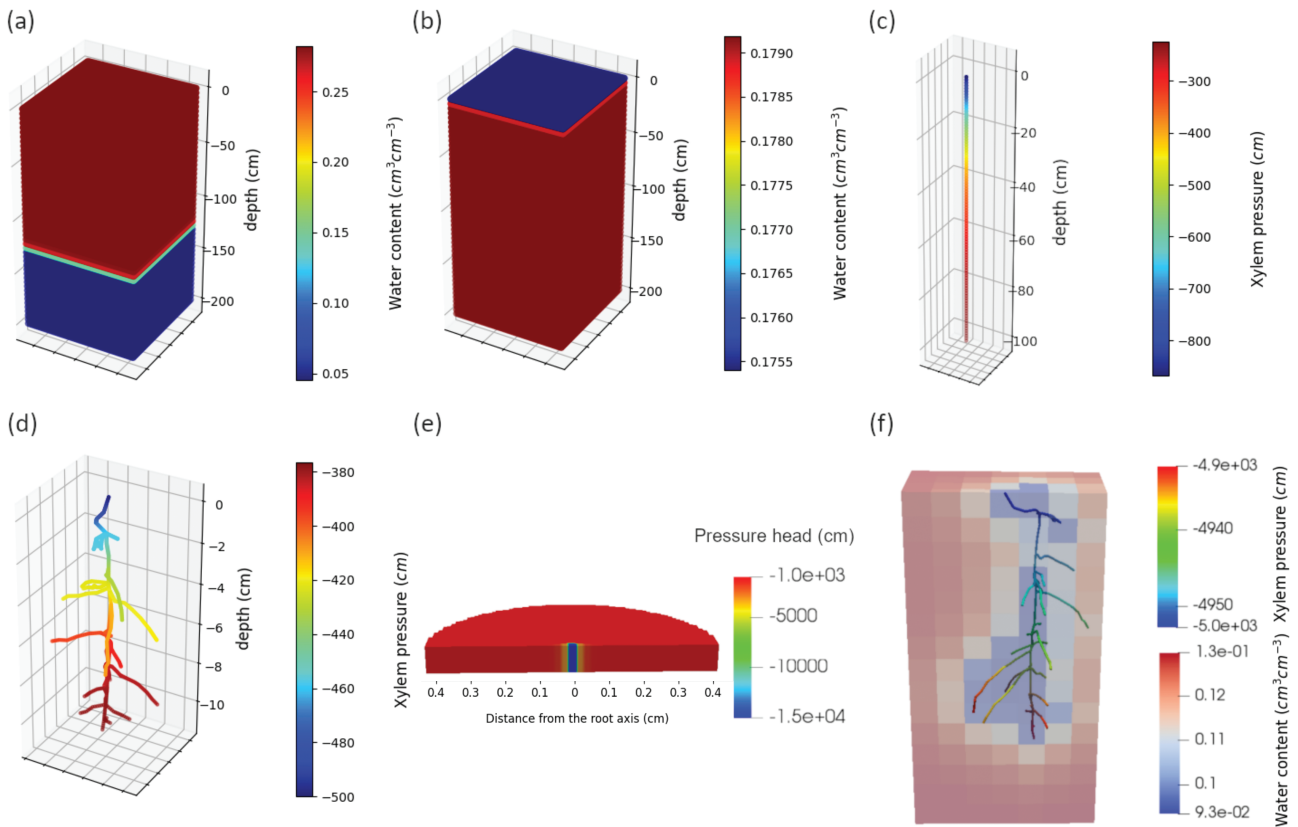 (a)
0
−50
−100
−150
−200
depth (cm)
0.25
0.20
0.15
0.10
0.05
Water content (cm³cm⁻³)
(b)
0
−50
−100
−150
−200
depth (cm)
0.1790
0.1785
0.1780
0.1775
0.1770
0.1765
0.1760
0.1755
Water content (cm³cm⁻³)
(c)
0
20
40
60
80
100
depth (cm)
−300
−400
−500
−600
−700
−800
Xylem pressure (cm)
(d)
0
−2
−4
−6
−8
−10
depth (cm)
−380
−400
−420
−440
−460
−480
−500
Xylem pressure (cm)
(e)
Pressure head (cm)
-1.0e+03
-5000
-10000
-1.5e+04
0.4 0.3 0.2 0.1 0 0.1 0.2 0.3 0.4
Distance from the root axis (cm)
(f)
-4.9e+03
-4940
-4950
-5.0e+03
Xylem pressure (cm)
1.3e-01
0.12
0.11
0.1
9.3e-02
Water content (cm³cm⁻³)